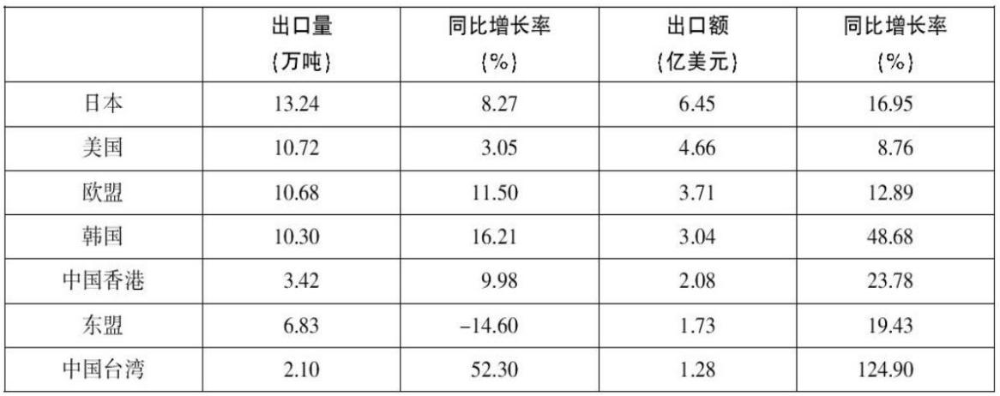 出口量 同比增长率 出口额 同比增长率
(万吨) (%) (亿美元) (%)
日本 13.24 8.27 6.45 16.95
美国 10.72 3.05 4.66 8.76
欧盟 10.68 11.50 3.71 12.89
韩国 10.30 16.21 3.04 48.68
中国香港 3.42 9.98 2.08 23.78
东盟 6.83 -14.60 1.73 19.43
中国台湾 2.10 52.30 1.28 124.90